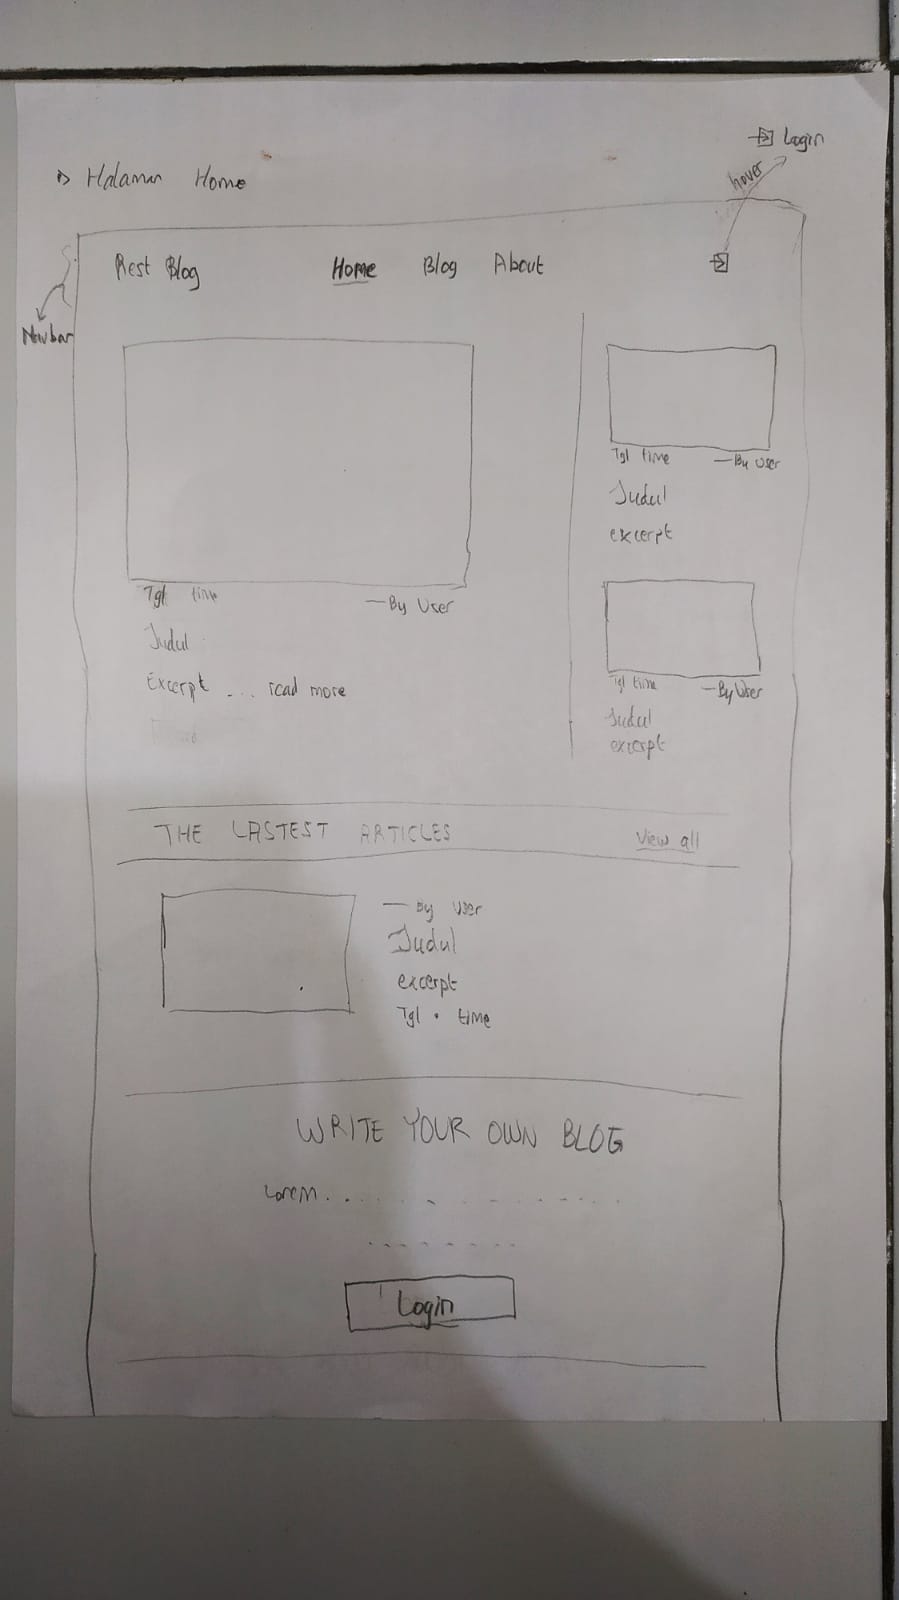 Login
hover
Halaman Home
Rest Blog Home Blog About
Navbar
Tgl time —By User
Judul
Excerpt ... read more
Tgl time —By User
Judul
excerpt
Tgl time —By User
Judul
excerpt
THE LASTEST ARTICLES View all
— By User
Judul
excerpt
Tgl • time
WRITE YOUR OWN BLOG
Lorem . . . . . . . . . . .
Login